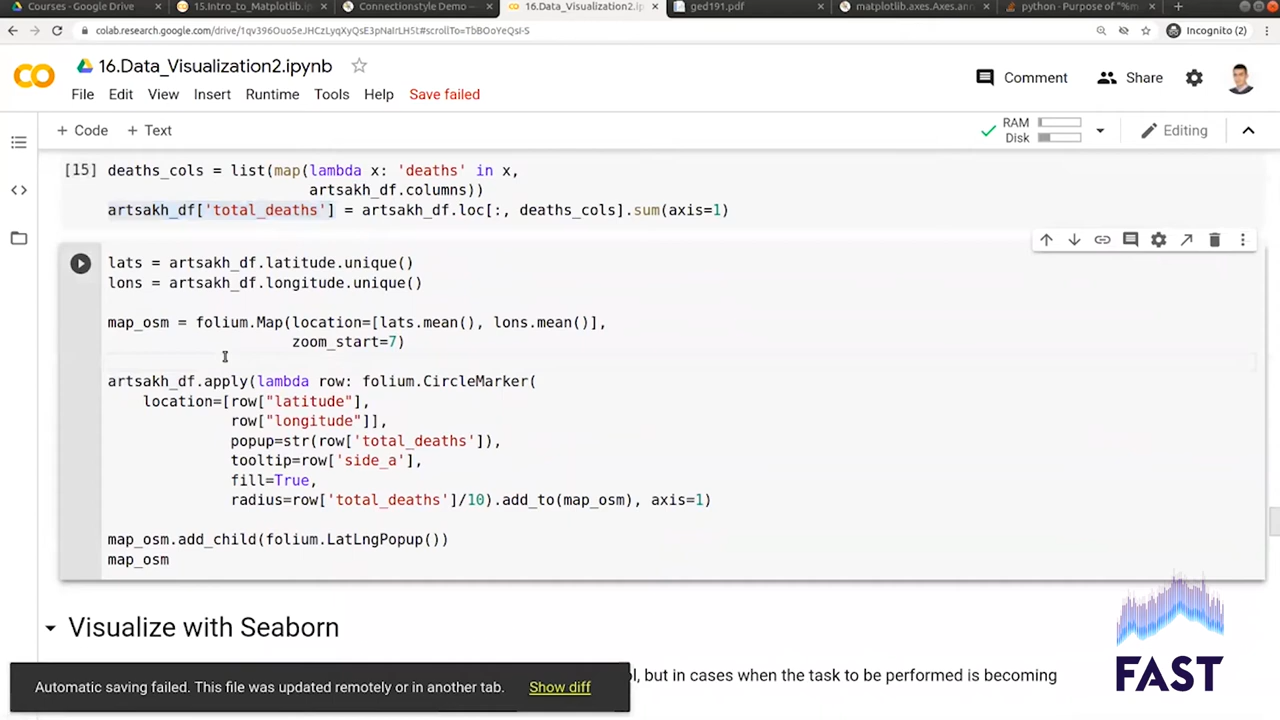 Courses - Google Drive
15.Intro_to_Matplotlib.ip
Connectionstyle Demo —
16.Data_Visualization2.ip
ged191.pdf
matplotlib.axes.Axes.an
python - Purpose of "%m
colab.research.google.com/drive/1qv396Ouo5eJHCzLyqXyQsE3pNaIrLH5t#scrollTo=TbBOoYeQsI-S
Incognito (2)
16.Data_Visualization2.ipynb
Comment
Share
File Edit View Insert Runtime Tools Help Save failed
+ Code + Text
RAM
Disk
Editing
[15] deaths_cols = list(map(lambda x: 'deaths' in x,
artsakh_df.columns))
artsakh_df['total_deaths'] = artsakh_df.loc[:, deaths_cols].sum(axis=1)
lats = artsakh_df.latitude.unique()
lons = artsakh_df.longitude.unique()
map_osm = folium.Map(location=[lats.mean(), lons.mean()],
zoom_start=7)
artsakh_df.apply(lambda row: folium.CircleMarker(
location=[row["latitude"],
row["longitude"]],
popup=str(row['total_deaths']),
tooltip=row['side_a'],
fill=True,
radius=row['total_deaths']/10).add_to(map_osm), axis=1)
map_osm.add_child(folium.LatLngPopup())
map_osm
Visualize with Seaborn
ol, but in cases when the task to be performed is becoming
Automatic saving failed. This file was updated remotely or in another tab. Show diff
FAST